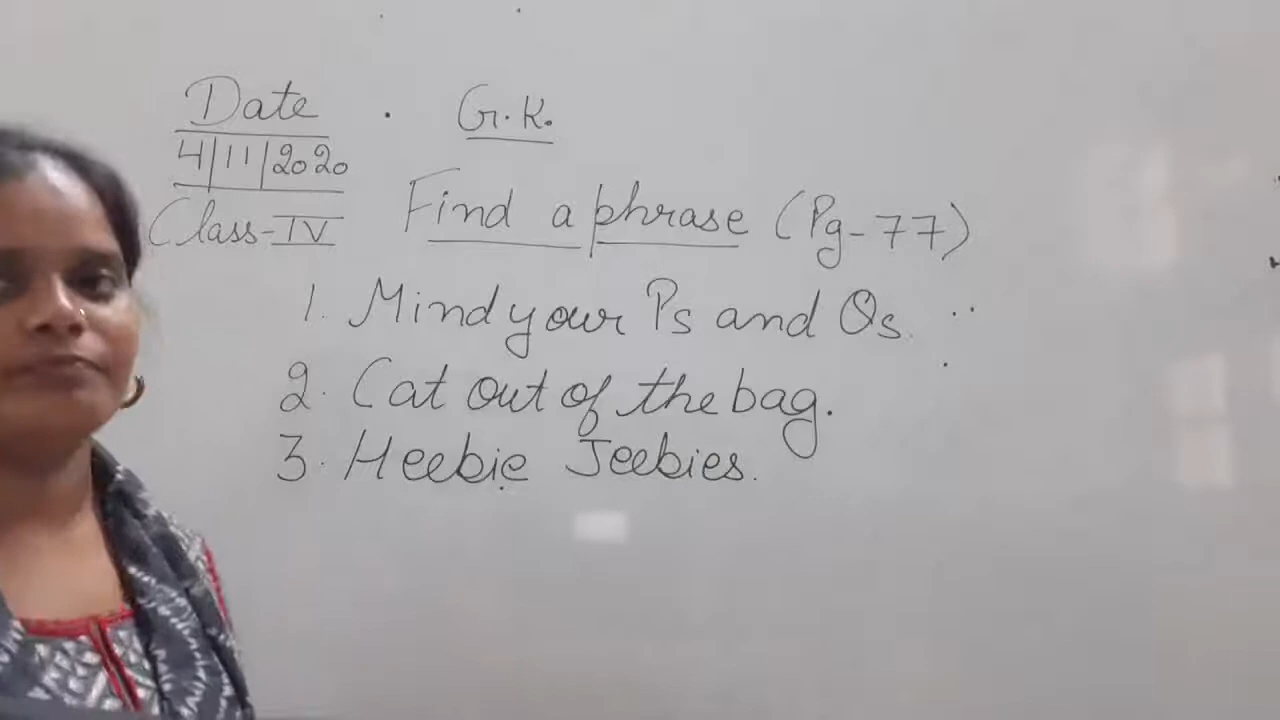 Date
4/11/2020
Class-IV
G.K.
Find a phrase (Pg-77)
1. Mind your Ps and Qs.
2. Cat out of the bag.
3. Heebie Jeebies.